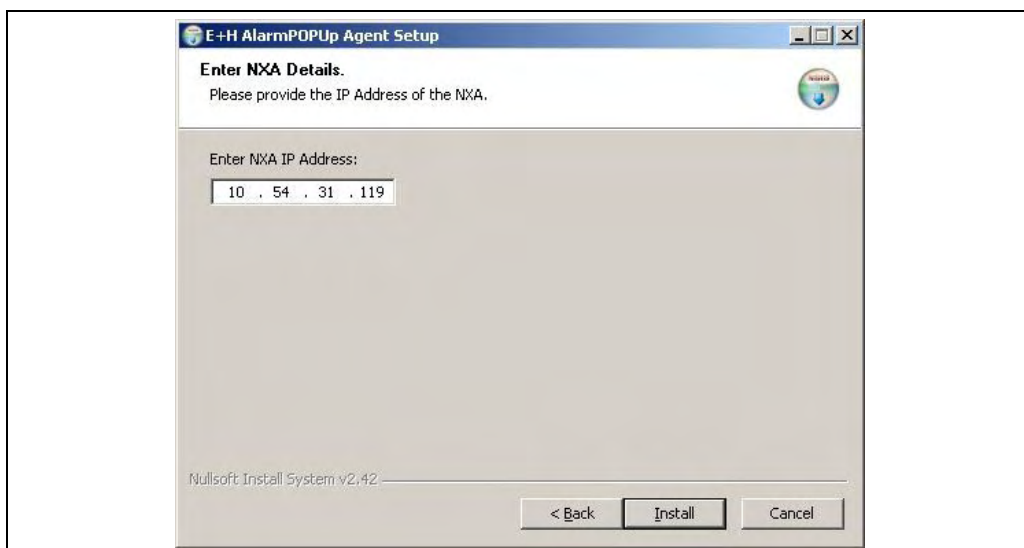 E+H AlarmPOPUp Agent Setup
Enter NXA Details.
Please provide the IP Address of the NXA.
Enter NXA IP Address:
10 . 54 . 31 . 119
Nullsoft Install System v2.42
< Back Install Cancel